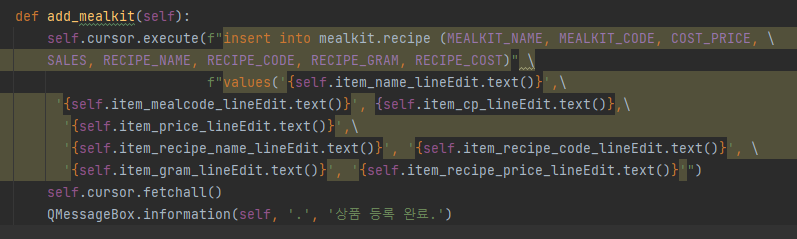 def add_mealkit(self):
self.cursor.execute(f"insert into mealkit.recipe (MEALKIT_NAME, MEALKIT_CODE, COST_PRICE, \
SALES, RECIPE_NAME, RECIPE_CODE, RECIPE_GRAM, RECIPE_COST)" \
f"values('{self.item_name_lineEdit.text()}',\
'{self.item_mealcode_lineEdit.text()}', {self.item_cp_lineEdit.text()},\
'{self.item_price_lineEdit.text()}',\
'{self.item_recipe_name_lineEdit.text()}', '{self.item_recipe_code_lineEdit.text()}', \
'{self.item_gram_lineEdit.text()}', '{self.item_recipe_price_lineEdit.text()}'")
self.cursor.fetchall()
QMessageBox.information(self, '.', '상품 등록 완료.')